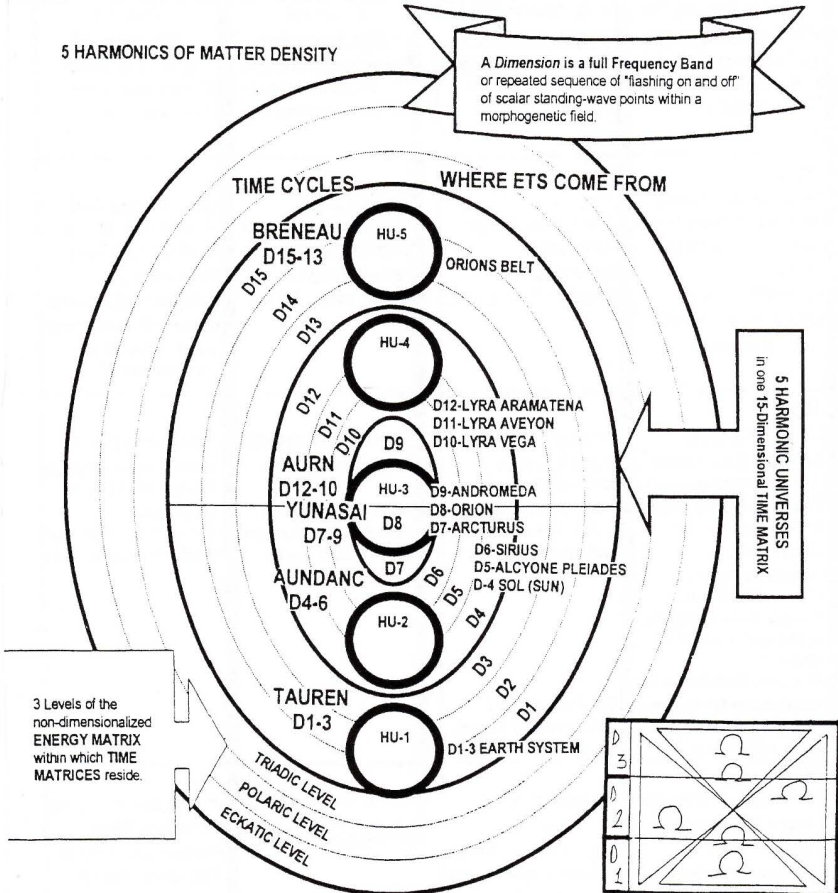 5 HARMONICS OF MATTER DENSITY
A Dimension is a full Frequency Band
or repeated sequence of "flashing on and off"
of scalar standing-wave points within a
morphogenetic field.
TIME CYCLES
WHERE ETS COME FROM
BRENEAU
D15-13
HU-5
ORIONS BELT
D15
D14
D13
HU-4
D12
D11
D10
D12-LYRA ARAMATENA
D11-LYRA AVEYON
D10-LYRA VEGA
D9
AURN
D12-10
HU-3
D9-ANDROMEDA
D8-ORION
D7-ARCTURUS
YUNASAI
D7-9
D8
D7
D6-SIRIUS
D5-ALCYONE PLEIADES
D-4 SOL (SUN)
AUNDANC
D4-6
D6
D5
D4
HU-2
D3
D2
D1
TAUREN
D1-3
HU-1
D1-3 EARTH SYSTEM
5 HARMONIC UNIVERSES
in one 15-Dimensional TIME MATRIX
3 Levels of the
non-dimensionalized
ENERGY MATRIX
within which TIME
MATRICES reside.
TRIADIC LEVEL
POLARIC LEVEL
ECKATIC LEVEL
D
3
D
2
D
1
Ω
Ω
Ω
Ω
Ω
Ω